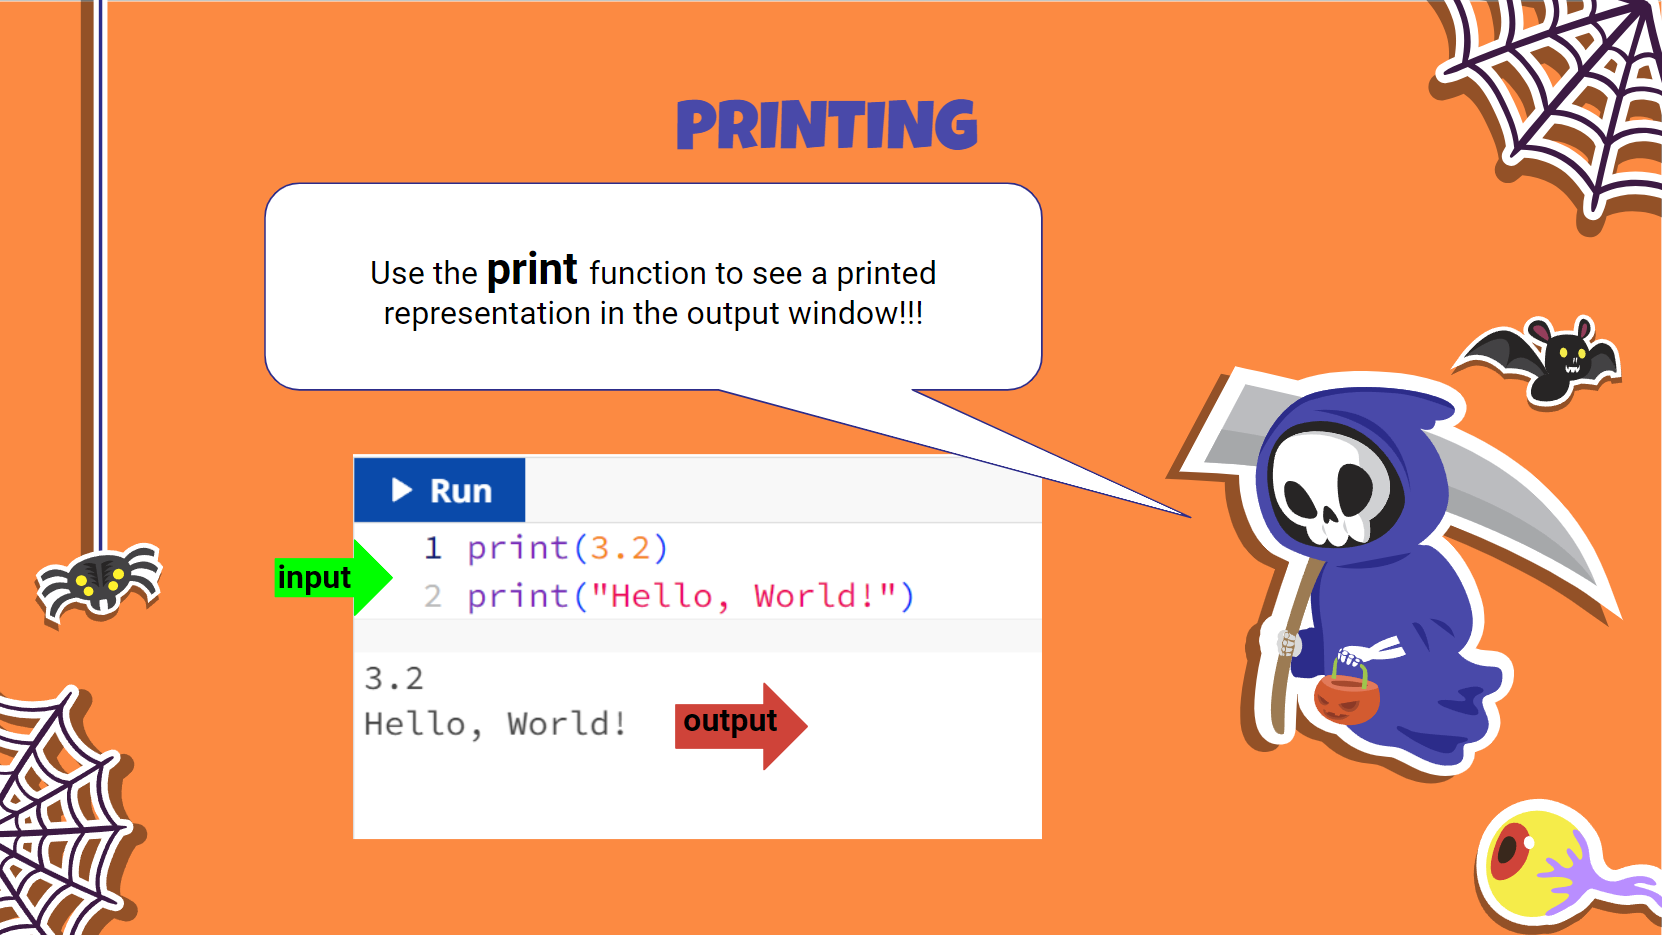 PRINTING
Use the print function to see a printed
representation in the output window!!!
Run
input
1 print(3.2)
2 print("Hello, World!")
3.2
Hello, World!
output